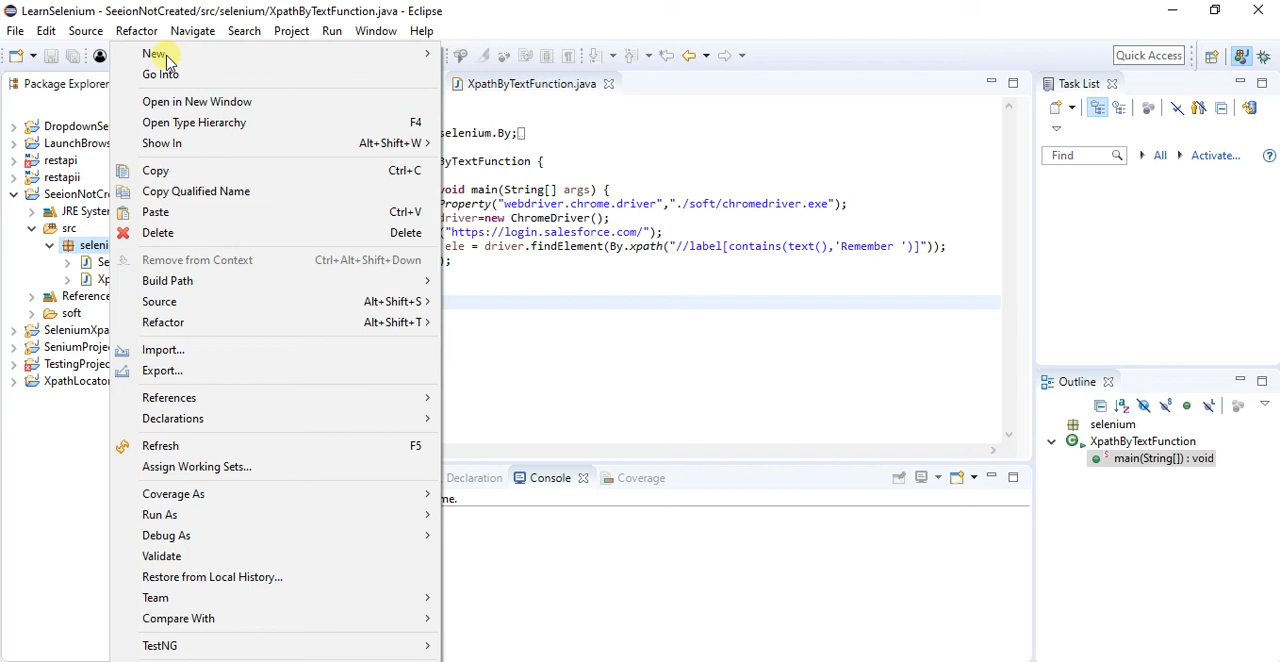 LearnSelenium - SeeionNotCreated/src/selenium/XpathByTextFunction.java - Eclipse
File Edit Source Refactor Navigate Search Project Run Window Help
Quick Access
Package Explorer
XpathByTextFunction.java
Task List
DropdownSe
LaunchBrows
restapi
restapii
SeeionNotCre
JRE System
src
seleni
Se
Xp
Reference
soft
SeleniumXpa
SeniumProje
TestingProjec
XpathLocator
New
Go Into
Open in New Window
Open Type Hierarchy F4
Show In Alt+Shift+W
Copy Ctrl+C
Copy Qualified Name
Paste Ctrl+V
Delete Delete
Remove from Context Ctrl+Alt+Shift+Down
Build Path
Source Alt+Shift+S
Refactor Alt+Shift+T
Import...
Export...
References
Declarations
Refresh F5
Assign Working Sets...
Coverage As
Run As
Debug As
Validate
Restore from Local History...
Team
Compare With
TestNG
selenium.By;
ByTextFunction {
void main(String[] args) {
Property("webdriver.chrome.driver","./soft/chromedriver.exe");
driver=new ChromeDriver();
("https://login.salesforce.com/");
ele = driver.findElement(By.xpath("//label[contains(text(),'Remember ')]"));
);
Declaration Console Coverage
me.
Find All Activate...
Outline
selenium
XpathByTextFunction
main(String[]) : void